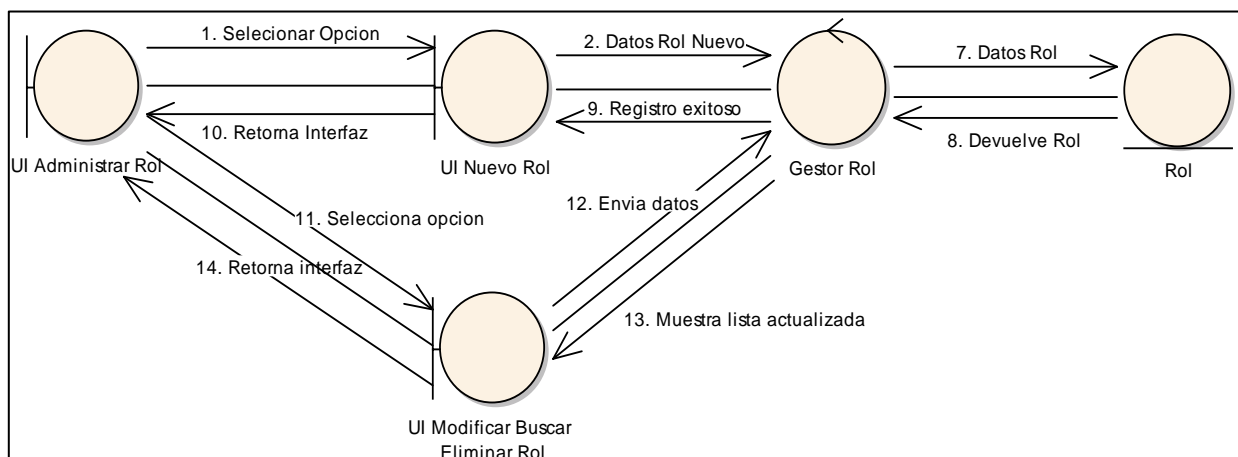 1. Selecionar Opcion
2. Datos Rol Nuevo
7. Datos Rol
10. Retorna Interfaz
9. Registro exitoso
8. Devuelve Rol
UI Administrar Rol
UI Nuevo Rol
Gestor Rol
Rol
11. Selecciona opcion
12. Envia datos
14. Retorna interfaz
13. Muestra lista actualizada
UI Modificar Buscar
Eliminar Rol